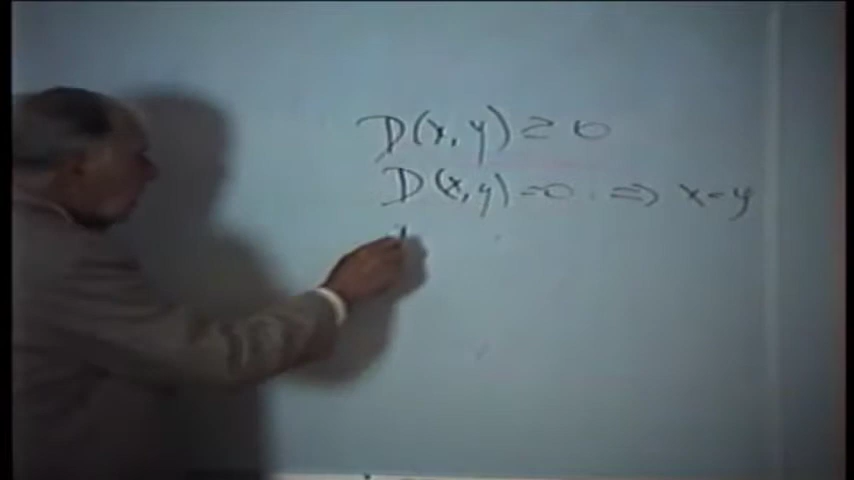 D(x, y) ≥ 0
D(x, y) = 0 ⇒ x = y